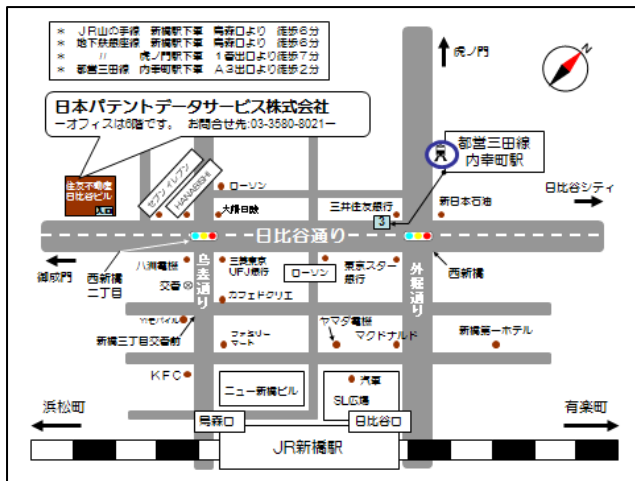 * JR山の手線 新橋駅下車 烏森口より 徒歩6分
* 地下鉄銀座線 新橋駅下車 烏森口より 徒歩6分
* 〃 虎ノ門駅下車 1番出口より徒歩7分
* 都営三田線 内幸町駅下車 A3出口より徒歩2分
虎ノ門
N
日本パテントデータサービス株式会社
ーオフィスは6階です。 お問合せ先:03-3580-8021ー
都営三田線
内幸町駅
住友不動産
日比谷ビル
入口
セブンイレブン
HANABISHI
ローソン
大陽日酸
三井住友銀行
3
新日本石油
日比谷シティ
日比谷通り
御成門
西新橋
二丁目
八洲電機
交番
烏森通り
三菱東京
UFJ銀行
ローソン
東京スター
銀行
外堀通り
西新橋
カフェドクリエ
新橋三丁目交番前
ファミリー
マート
ヤマダ電機
マクドナルド
新橋第一ホテル
KFC
ニュー新橋ビル
汽車
SL広場
浜松町
烏森口
日比谷口
有楽町
JR新橋駅